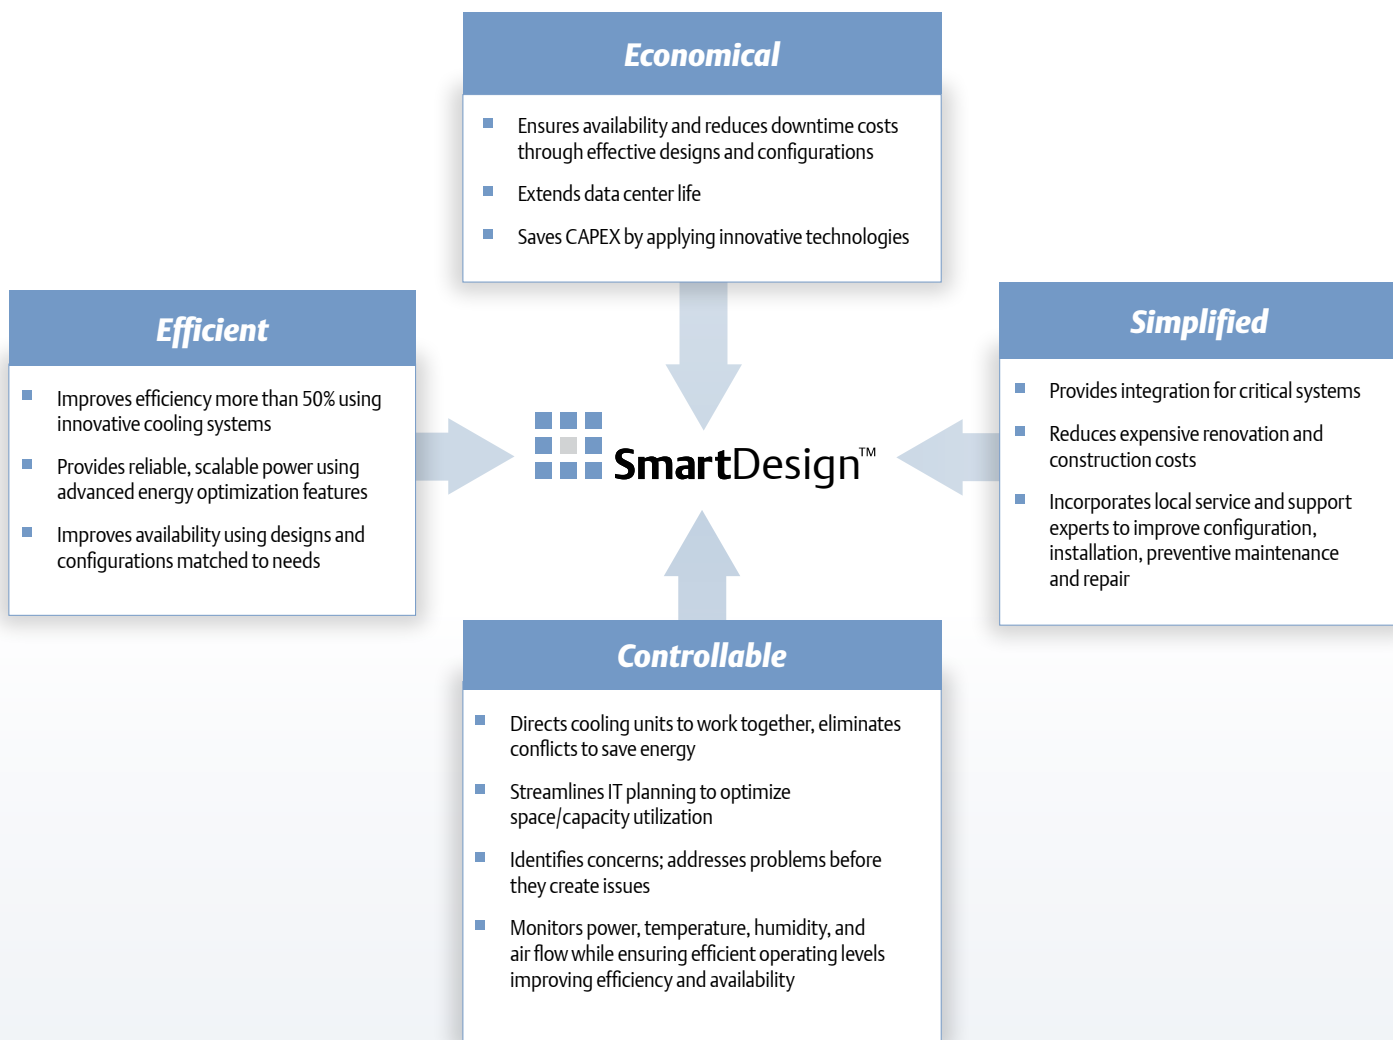 Economical
Ensures availability and reduces downtime costs
through effective designs and configurations
Extends data center life
Saves CAPEX by applying innovative technologies
Efficient
Improves efficiency more than 50% using
innovative cooling systems
Provides reliable, scalable power using
advanced energy optimization features
Improves availability using designs and
configurations matched to needs
SmartDesign™
Simplified
Provides integration for critical systems
Reduces expensive renovation and
construction costs
Incorporates local service and support
experts to improve configuration,
installation, preventive maintenance
and repair
Controllable
Directs cooling units to work together, eliminates
conflicts to save energy
Streamlines IT planning to optimize
space/capacity utilization
Identifies concerns; addresses problems before
they create issues
Monitors power, temperature, humidity, and
air flow while ensuring efficient operating levels
improving efficiency and availability